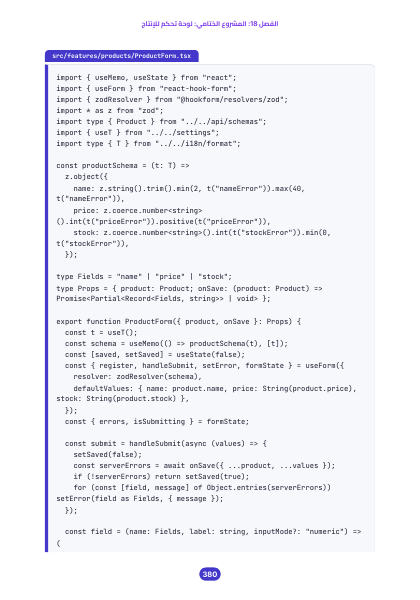 الفصل 18: المشروع الختامي: لوحة تحكم للإنتاج
src/features/products/ProductForm.tsx
import { useMemo, useState } from "react";
import { useForm } from "react-hook-form";
import { zodResolver } from "@hookform/resolvers/zod";
import * as z from "zod";
import type { Product } from "../../api/schemas";
import { useT } from "../../settings";
import type { T } from "../../i18n/format";
const productSchema = (t: T) =>
  z.object({
    name: z.string().trim().min(2, t("nameError")).max(40,
t("nameError")),
    price: z.coerce.number<string>
().int(t("priceError")).positive(t("priceError")),
    stock: z.coerce.number<string>().int(t("stockError")).min(0,
t("stockError")),
  });
type Fields = "name" | "price" | "stock";
type Props = { product: Product; onSave: (product: Product) =>
Promise<Partial<Record<Fields, string>> | void> };
export function ProductForm({ product, onSave }: Props) {
  const t = useT();
  const schema = useMemo(() => productSchema(t), [t]);
  const [saved, setSaved] = useState(false);
  const { register, handleSubmit, setError, formState } = useForm({
    resolver: zodResolver(schema),
    defaultValues: { name: product.name, price: String(product.price),
stock: String(product.stock) },
  });
  const { errors, isSubmitting } = formState;
  const submit = handleSubmit(async (values) => {
    setSaved(false);
    const serverErrors = await onSave({ ...product, ...values });
    if (!serverErrors) return setSaved(true);
    for (const [field, message] of Object.entries(serverErrors))
setError(field as Fields, { message });
  });
  const field = (name: Fields, label: string, inputMode?: "numeric") =>
(
380